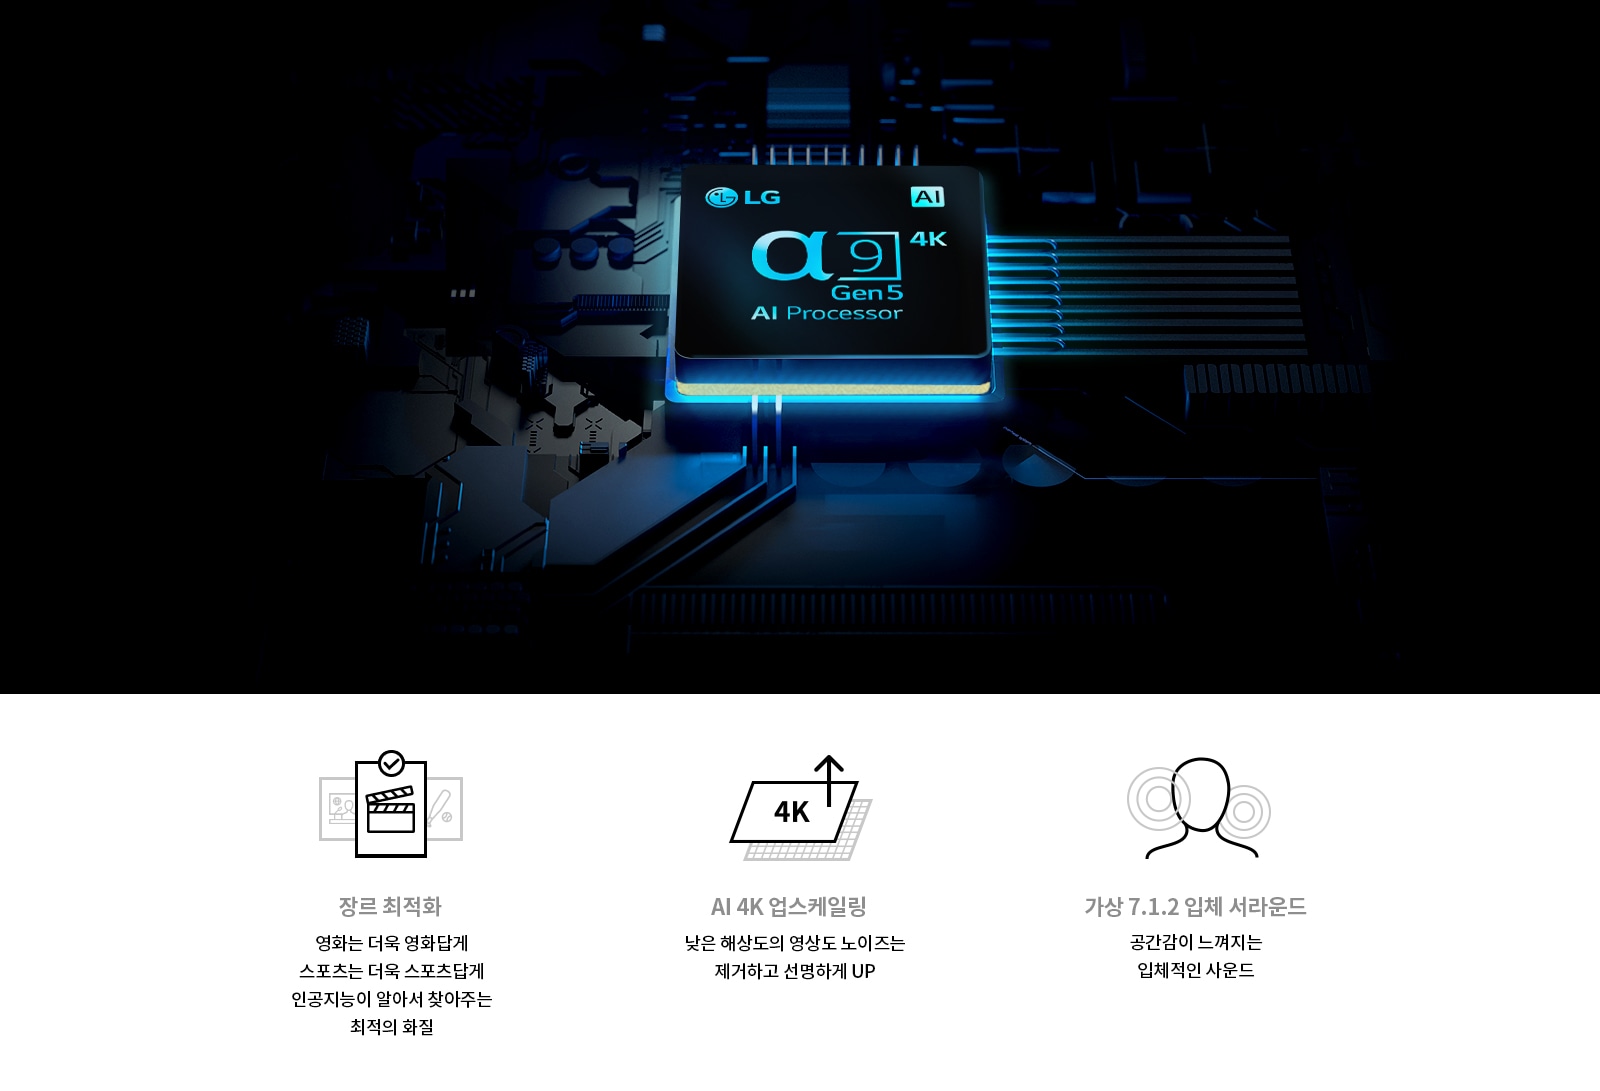 LG AI
α9 4K
Gen5
AI Processor
4K
장르 최적화
영화는 더욱 영화답게
스포츠는 더욱 스포츠답게
인공지능이 알아서 찾아주는
최적의 화질
AI 4K 업스케일링
낮은 해상도의 영상도 노이즈는
제거하고 선명하게 UP
가상 7.1.2 입체 서라운드
공간감이 느껴지는
입체적인 사운드